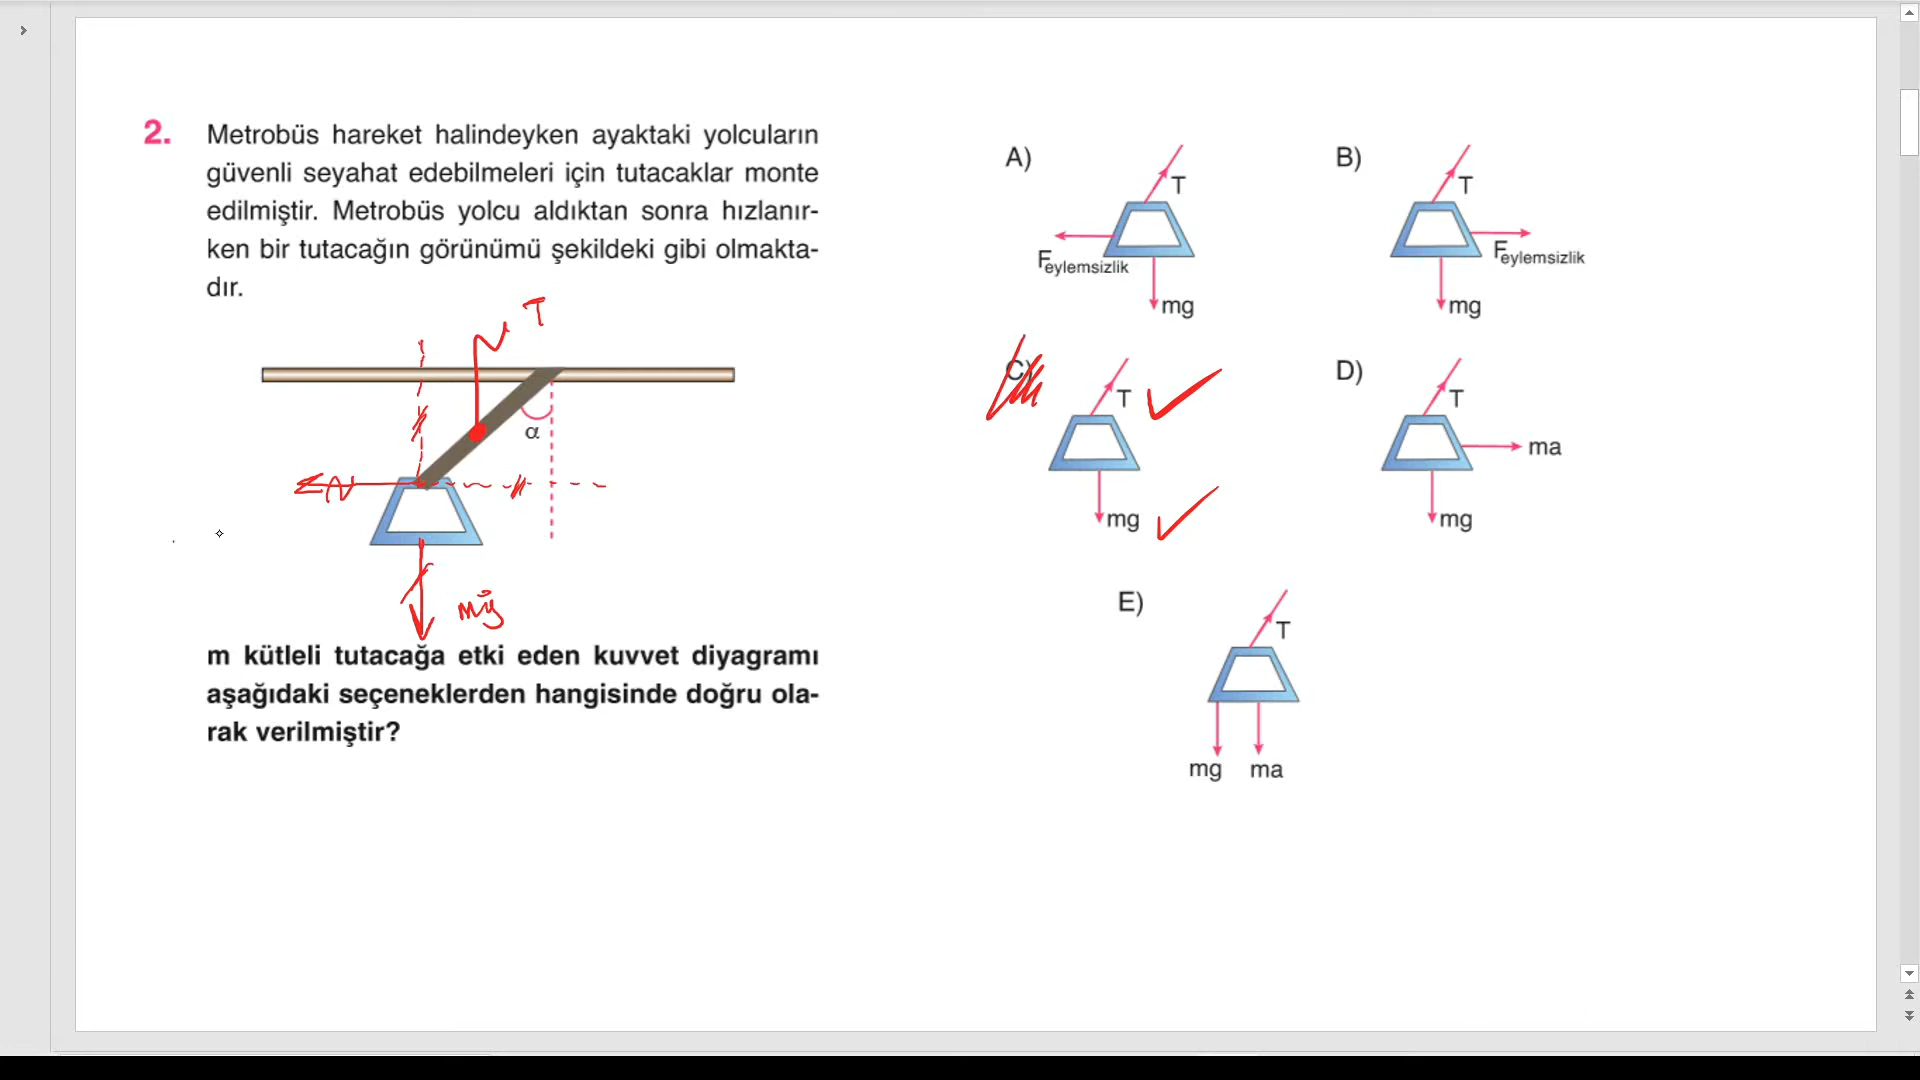 2. Metrobüs hareket halindeyken ayaktaki yolcuların
güvenli seyahat edebilmeleri için tutacaklar monte
edilmiştir. Metrobüs yolcu aldıktan sonra hızlanır-
ken bir tutacağın görünümü şekildeki gibi olmakta-
dır.
T
α
mg
m kütleli tutacağa etki eden kuvvet diyagramı
aşağıdaki seçeneklerden hangisinde doğru ola-
rak verilmiştir?
A)
T
Feylemsizlik
mg
B)
T
Feylemsizlik
mg
C)
T
mg
D)
T
ma
mg
E)
T
mg ma